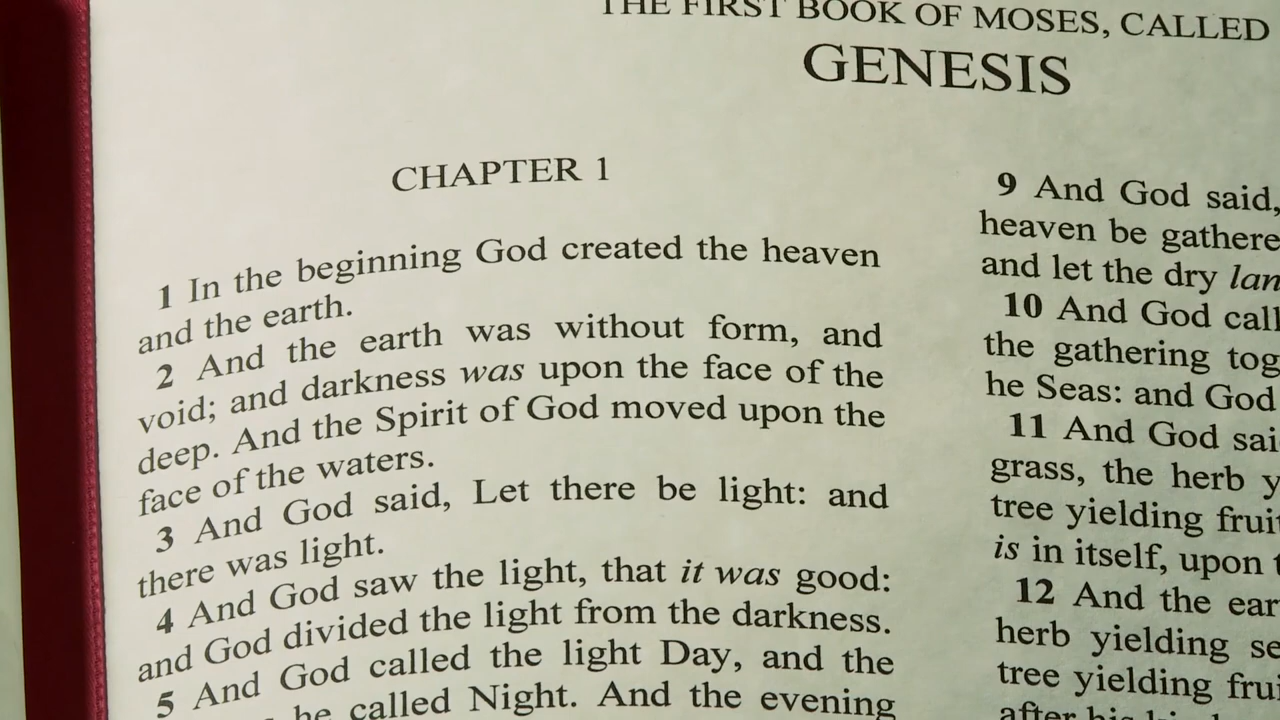 THE FIRST BOOK OF MOSES, CALLED
GENESIS
CHAPTER 1
1 In the beginning God created the heaven
and the earth.
2 And the earth was without form, and
void; and darkness was upon the face of the
deep. And the Spirit of God moved upon the
face of the waters.
3 And God said, Let there be light: and
there was light.
4 And God saw the light, that it was good:
and God divided the light from the darkness.
5 And God called the light Day, and the
he called Night. And the evening
9 And God said,
heaven be gathere
and let the dry lan
10 And God call
the gathering tog
he Seas: and God
11 And God sai
grass, the herb y
tree yielding fruit
is in itself, upon t
12 And the ear
herb yielding se
tree yielding frui
after his